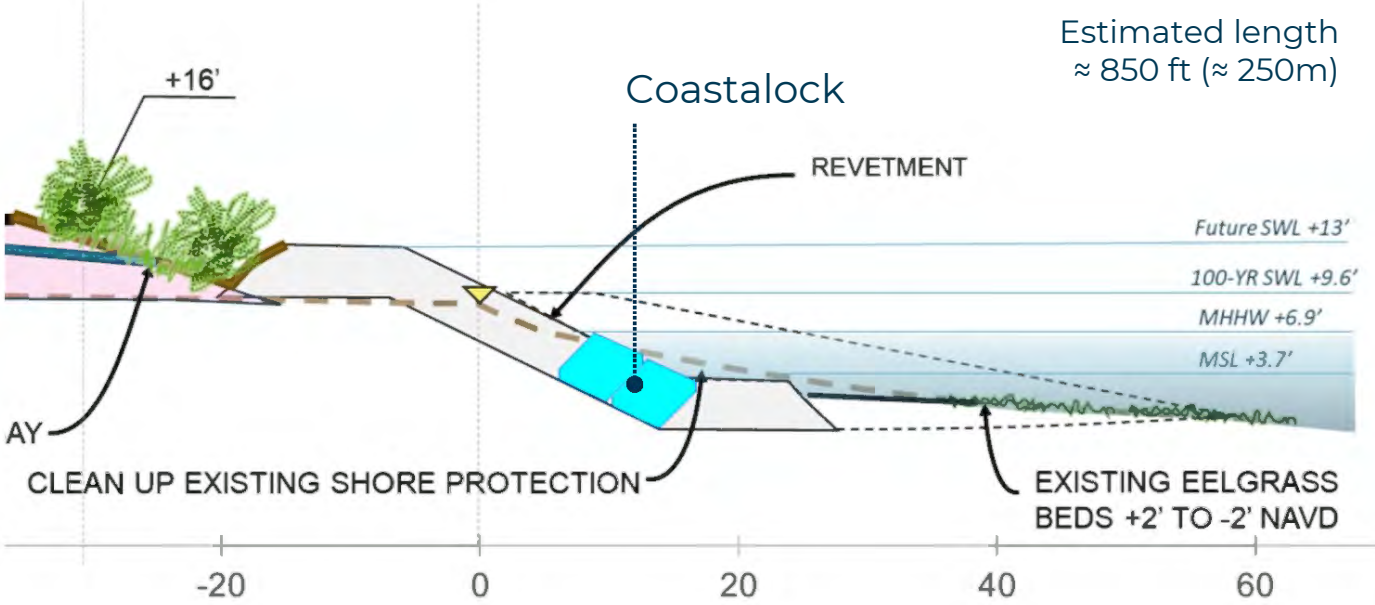 Estimated length
≈ 850 ft (≈ 250m)
+16'
Coastalock
REVETMENT
Future SWL +13'
100-YR SWL +9.6'
MHHW +6.9'
MSL +3.7'
AY
CLEAN UP EXISTING SHORE PROTECTION
EXISTING EELGRASS
BEDS +2' TO -2' NAVD
-20 0 20 40 60